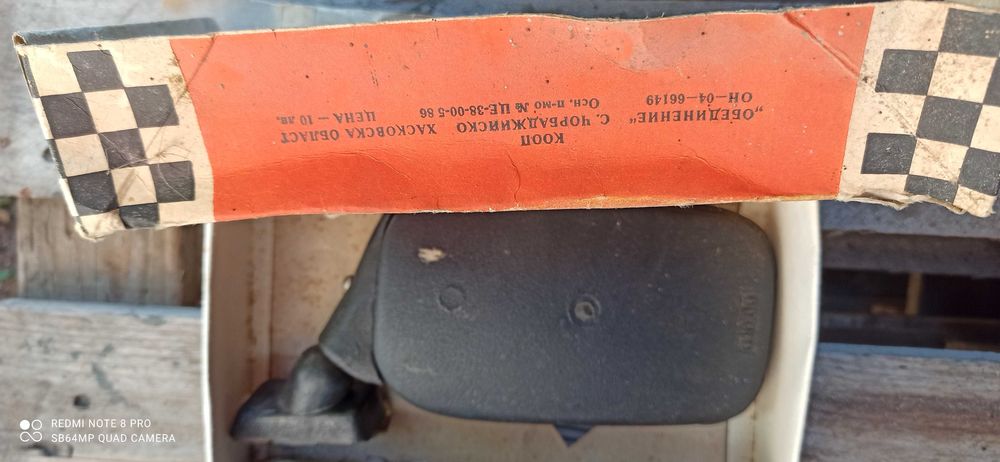 КООП
„ОБЕДИНЕНИЕ“ С. ЧОРБАДЖИЙСКО ХАСКОВСКА ОБЛАСТ
ОН—04—66149 Осн. п-мо № ЦЕ-38-00-5 86 ЦЕНА — 10 лв.
REDMI NOTE 8 PRO
SB64MP QUAD CAMERA